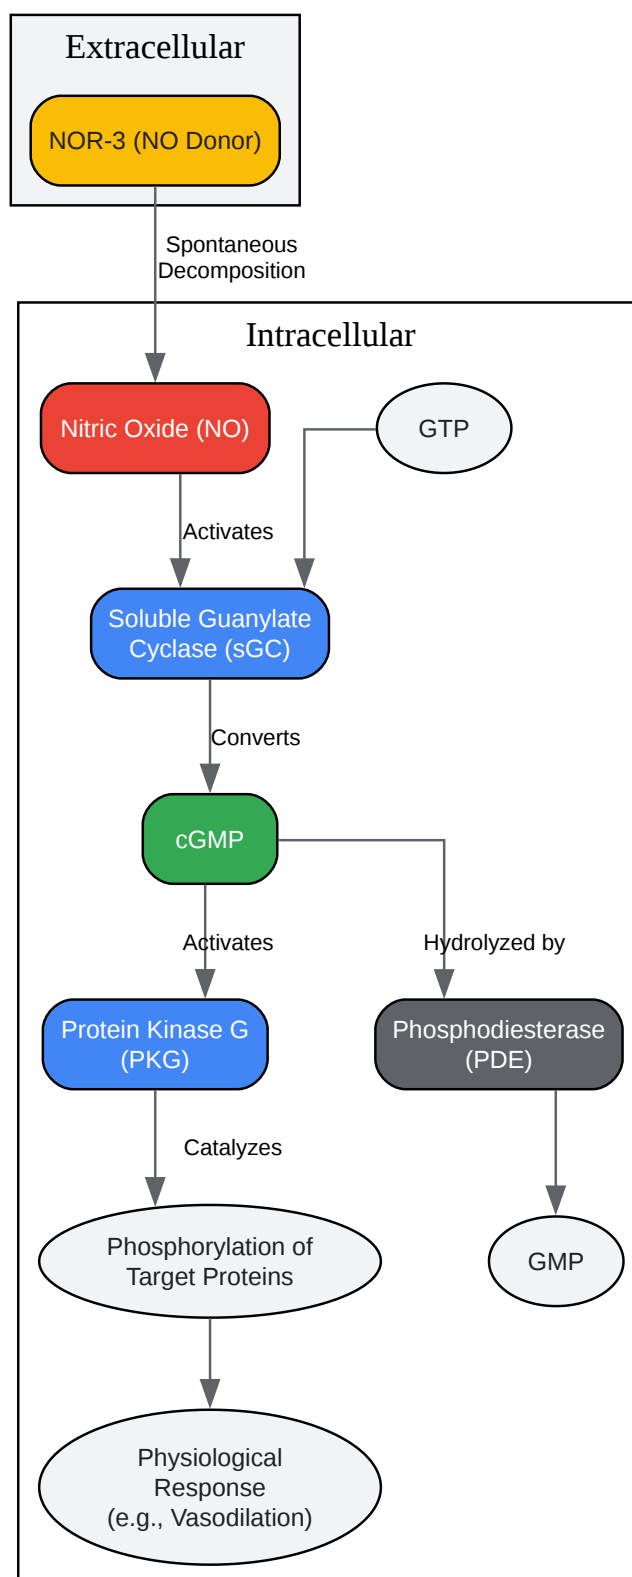 Extracellular
NOR-3 (NO Donor)
Spontaneous
Decomposition
Intracellular
Nitric Oxide (NO)
GTP
Activates
Soluble Guanylate
Cyclase (sGC)
Converts
cGMP
Activates
Hydrolyzed by
Protein Kinase G
(PKG)
Phosphodiesterase
(PDE)
Catalyzes
Phosphorylation of
Target Proteins
GMP
Physiological
Response
(e.g., Vasodilation)